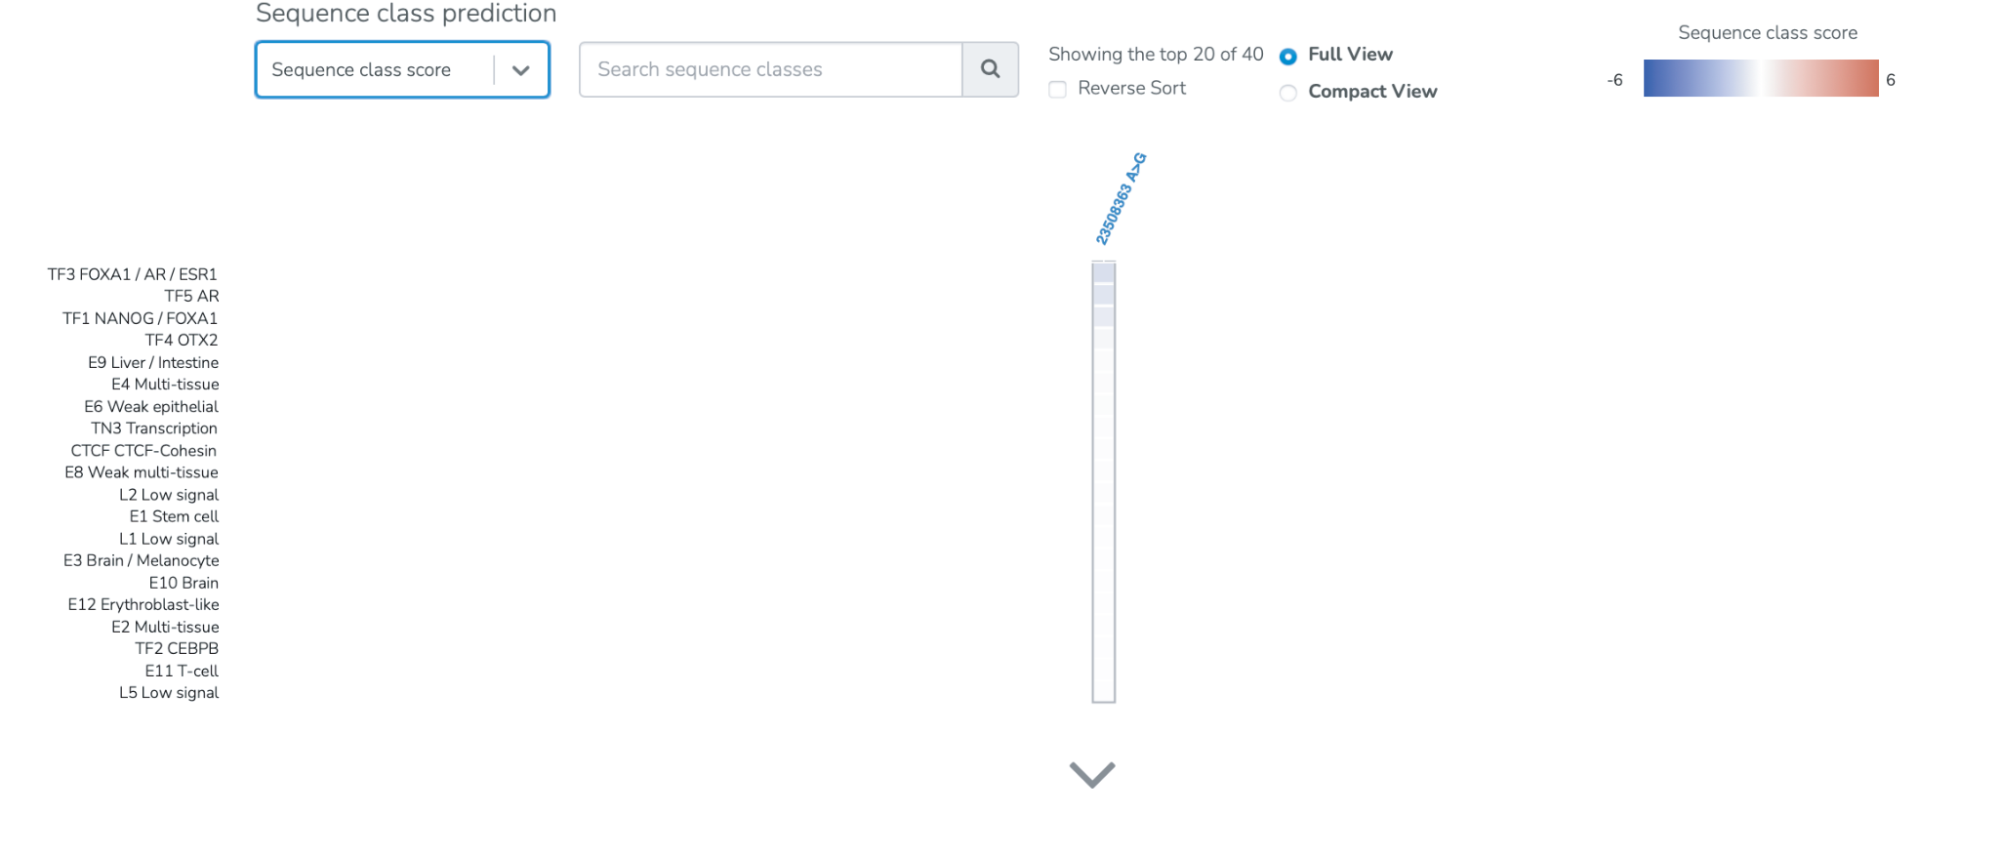 Sequence class prediction
Sequence class score
Search sequence classes
Showing the top 20 of 40
Reverse Sort
Full View
Compact View
Sequence class score
-6
6
23508363 A>G
TF3 FOXA1 / AR / ESR1
TF5 AR
TF1 NANOG / FOXA1
TF4 OTX2
E9 Liver / Intestine
E4 Multi-tissue
E6 Weak epithelial
TN3 Transcription
CTCF CTCF-Cohesin
E8 Weak multi-tissue
L2 Low signal
E1 Stem cell
L1 Low signal
E3 Brain / Melanocyte
E10 Brain
E12 Erythroblast-like
E2 Multi-tissue
TF2 CEBPB
E11 T-cell
L5 Low signal